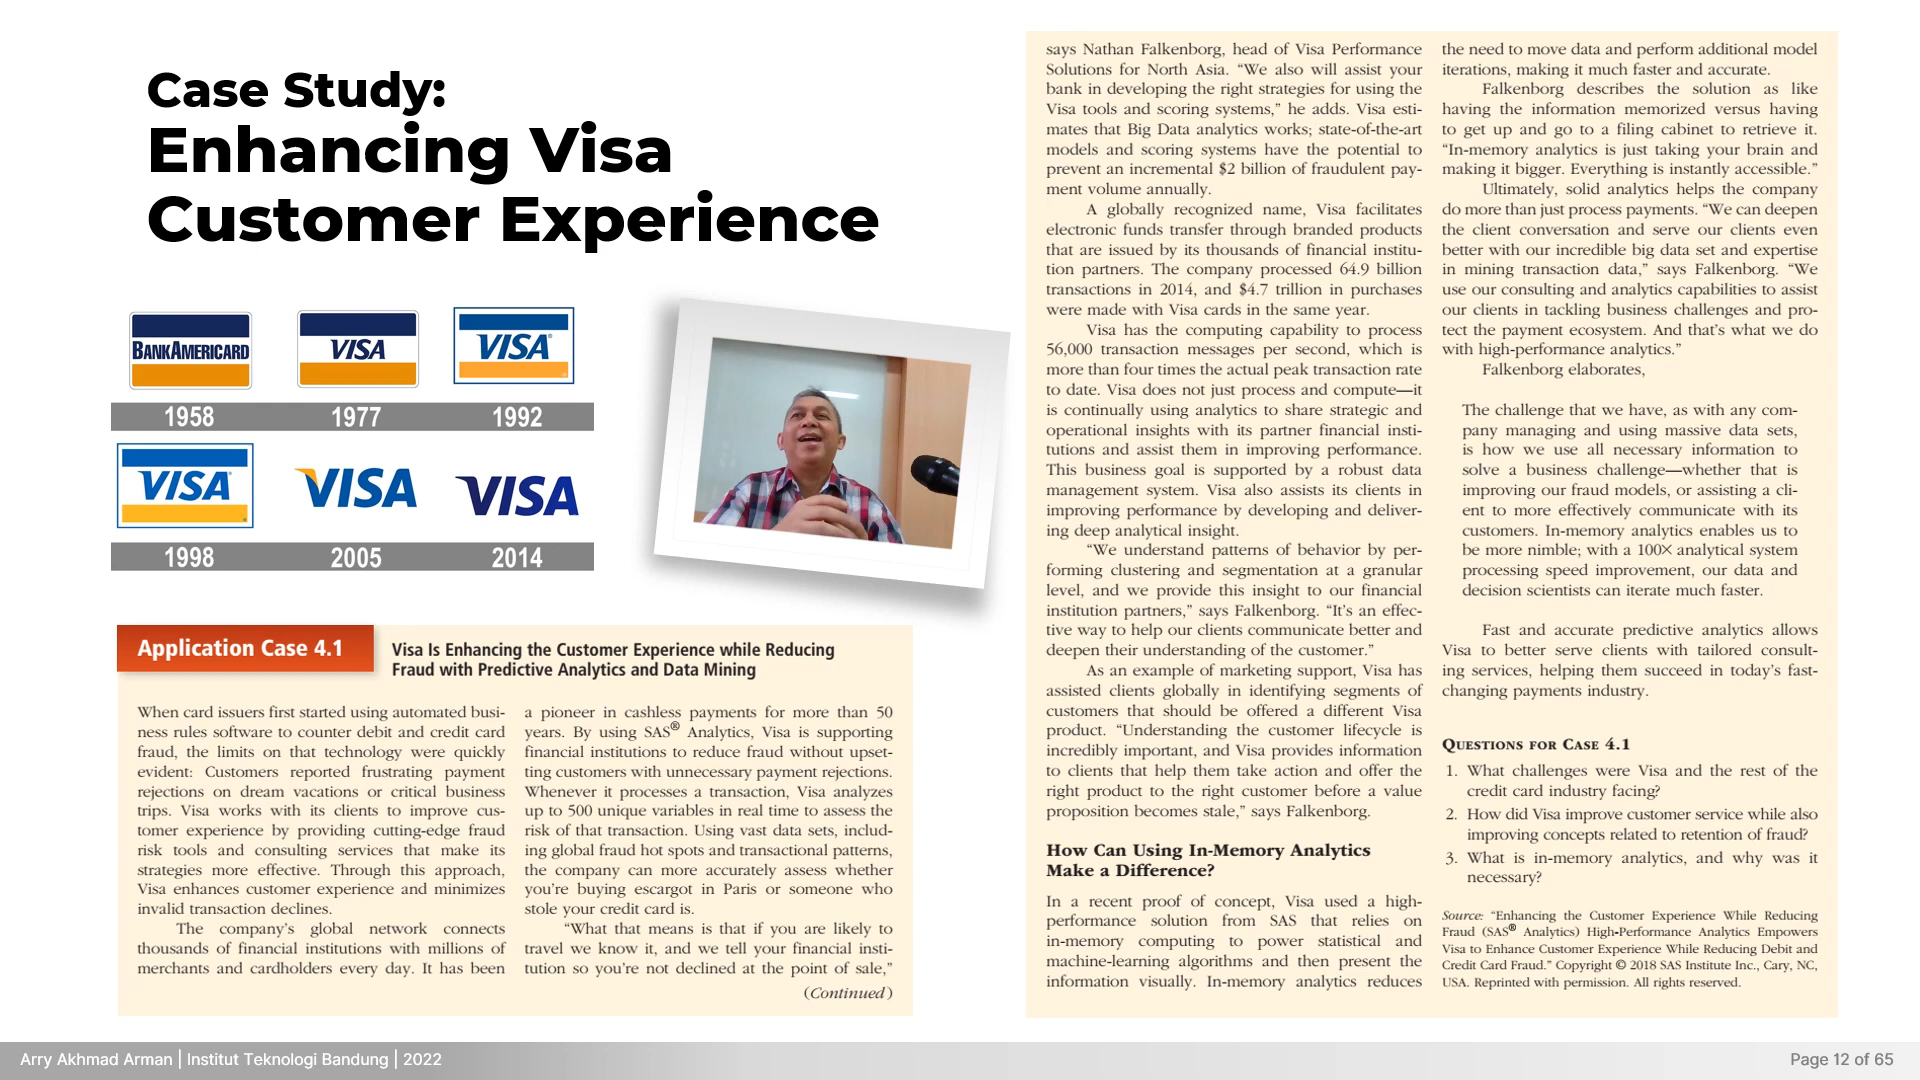 Case Study:
Enhancing Visa
Customer Experience
BANKAMERICARD
VISA
VISA
1958
1977
1992
VISA
VISA
VISA
1998
2005
2014
Application Case 4.1
Visa Is Enhancing the Customer Experience while Reducing
Fraud with Predictive Analytics and Data Mining
When card issuers first started using automated busi-
ness rules software to counter debit and credit card
fraud, the limits on that technology were quickly
evident: Customers reported frustrating payment
rejections on dream vacations or critical business
trips. Visa works with its clients to improve cus-
tomer experience by providing cutting-edge fraud
risk tools and consulting services that make its
strategies more effective. Through this approach,
Visa enhances customer experience and minimizes
invalid transaction declines.
The company's global network connects
thousands of financial institutions with millions of
merchants and cardholders every day. It has been
a pioneer in cashless payments for more than 50
years. By using SAS® Analytics, Visa is supporting
financial institutions to reduce fraud without upset-
ting customers with unnecessary payment rejections.
Whenever it processes a transaction, Visa analyzes
up to 500 unique variables in real time to assess the
risk of that transaction. Using vast data sets, includ-
ing global fraud hot spots and transactional patterns,
the company can more accurately assess whether
you're buying escargot in Paris or someone who
stole your credit card is.
"What that means is that if you are likely to
travel we know it, and we tell your financial insti-
tution so you're not declined at the point of sale,"
(Continued)
says Nathan Falkenborg, head of Visa Performance
Solutions for North Asia. "We also will assist your
bank in developing the right strategies for using the
Visa tools and scoring systems," he adds. Visa esti-
mates that Big Data analytics works; state-of-the-art
models and scoring systems have the potential to
prevent an incremental $2 billion of fraudulent pay-
ment volume annually.
A globally recognized name, Visa facilitates
electronic funds transfer through branded products
that are issued by its thousands of financial institu-
tion partners. The company processed 64.9 billion
transactions in 2014, and $4.7 trillion in purchases
were made with Visa cards in the same year.
Visa has the computing capability to process
56,000 transaction messages per second, which is
more than four times the actual peak transaction rate
to date. Visa does not just process and compute—it
is continually using analytics to share strategic and
operational insights with its partner financial insti-
tutions and assist them in improving performance.
This business goal is supported by a robust data
management system. Visa also assists its clients in
improving performance by developing and deliver-
ing deep analytical insight.
"We understand patterns of behavior by per-
forming clustering and segmentation at a granular
level, and we provide this insight to our financial
institution partners," says Falkenborg. "It's an effec-
tive way to help our clients communicate better and
deepen their understanding of the customer."
As an example of marketing support, Visa has
assisted clients globally in identifying segments of
customers that should be offered a different Visa
product. "Understanding the customer lifecycle is
incredibly important, and Visa provides information
to clients that help them take action and offer the
right product to the right customer before a value
proposition becomes stale," says Falkenborg.
How Can Using In-Memory Analytics
Make a Difference?
In a recent proof of concept, Visa used a high-
performance solution from SAS that relies on
in-memory computing to power statistical and
machine-learning algorithms and then present the
information visually. In-memory analytics reduces
the need to move data and perform additional model
iterations, making it much faster and accurate.
Falkenborg describes the solution as like
having the information memorized versus having
to get up and go to a filing cabinet to retrieve it.
"In-memory analytics is just taking your brain and
making it bigger. Everything is instantly accessible."
Ultimately, solid analytics helps the company
do more than just process payments. "We can deepen
the client conversation and serve our clients even
better with our incredible big data set and expertise
in mining transaction data," says Falkenborg. "We
use our consulting and analytics capabilities to assist
our clients in tackling business challenges and pro-
tect the payment ecosystem. And that's what we do
with high-performance analytics."
Falkenborg elaborates,
The challenge that we have, as with any com-
pany managing and using massive data sets,
is how we use all necessary information to
solve a business challenge—whether that is
improving our fraud models, or assisting a cli-
ent to more effectively communicate with its
customers. In-memory analytics enables us to
be more nimble; with a 100× analytical system
processing speed improvement, our data and
decision scientists can iterate much faster.
Fast and accurate predictive analytics allows
Visa to better serve clients with tailored consult-
ing services, helping them succeed in today's fast-
changing payments industry.
QUESTIONS FOR CASE 4.1
1. What challenges were Visa and the rest of the
credit card industry facing?
2. How did Visa improve customer service while also
improving concepts related to retention of fraud?
3. What is in-memory analytics, and why was it
necessary?
Source: "Enhancing the Customer Experience While Reducing
Fraud (SAS® Analytics) High-Performance Analytics Empowers
Visa to Enhance Customer Experience While Reducing Debit and
Credit Card Fraud." Copyright © 2018 SAS Institute Inc., Cary, NC,
USA. Reprinted with permission. All rights reserved.
Arry Akhmad Arman | Institut Teknologi Bandung | 2022
Page 12 of 65